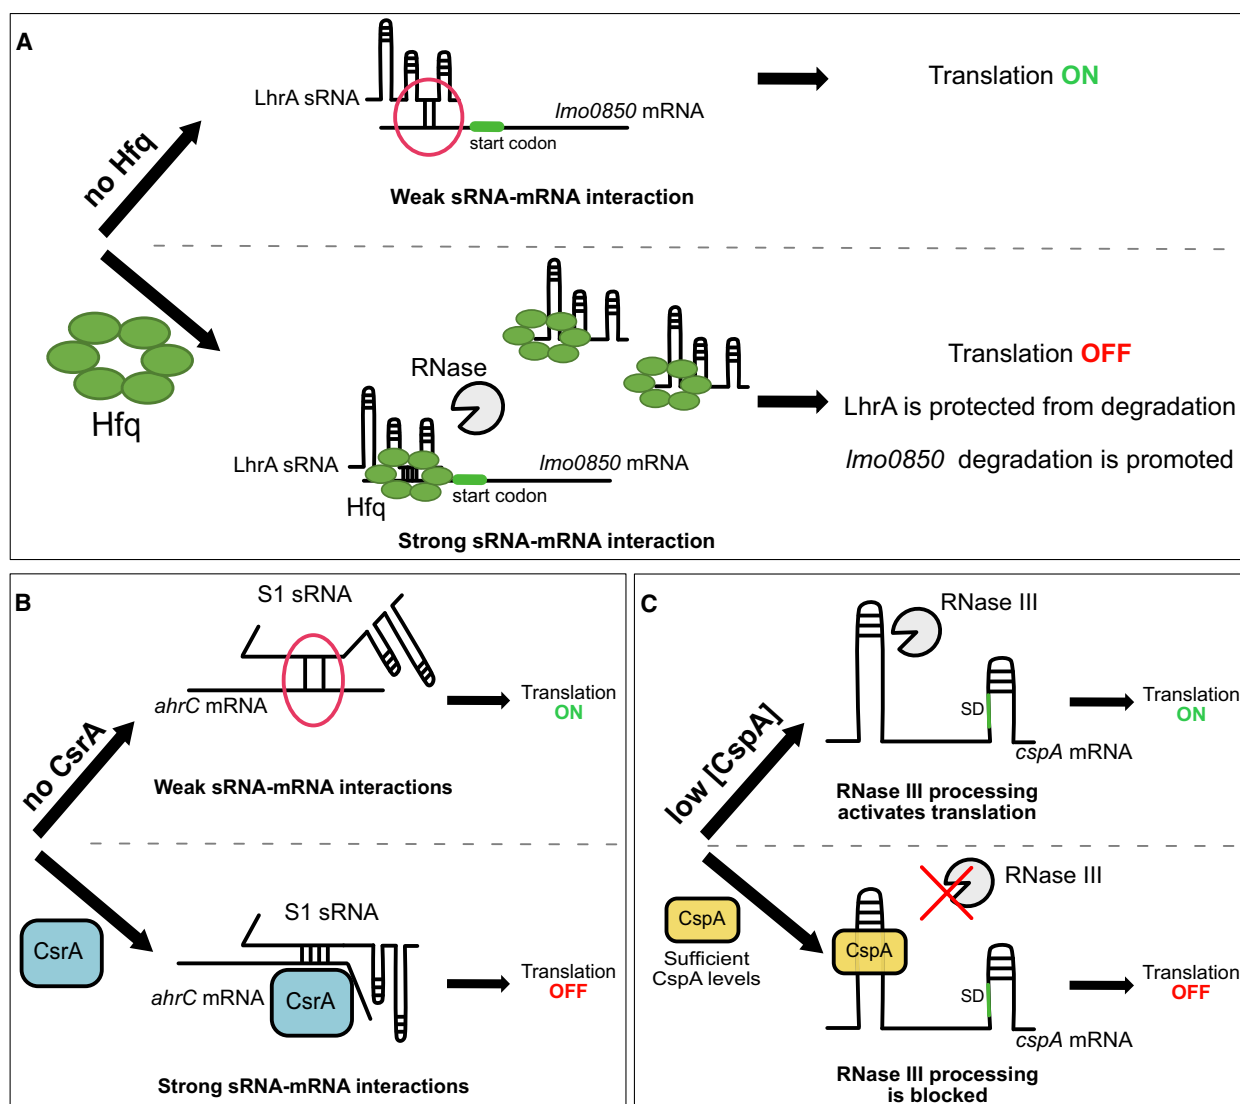 A
LhrA sRNA
lmo0850 mRNA
start codon
Weak sRNA-mRNA interaction
Translation ON
no Hfq
Hfq
RNase
LhrA sRNA
lmo0850 mRNA
Hfq
start codon
Strong sRNA-mRNA interaction
Translation OFF
LhrA is protected from degradation
lmo0850 degradation is promoted
B
S1 sRNA
ahrC mRNA
Translation
ON
Weak sRNA-mRNA interactions
no CsrA
CsrA
S1 sRNA
ahrC mRNA
CsrA
Translation
OFF
Strong sRNA-mRNA interactions
C
RNase III
SD
cspA mRNA
Translation
ON
RNase III processing
activates translation
low [CspA]
CspA
Sufficient
CspA levels
RNase III
CspA
SD
cspA mRNA
Translation
OFF
RNase III processing
is blocked